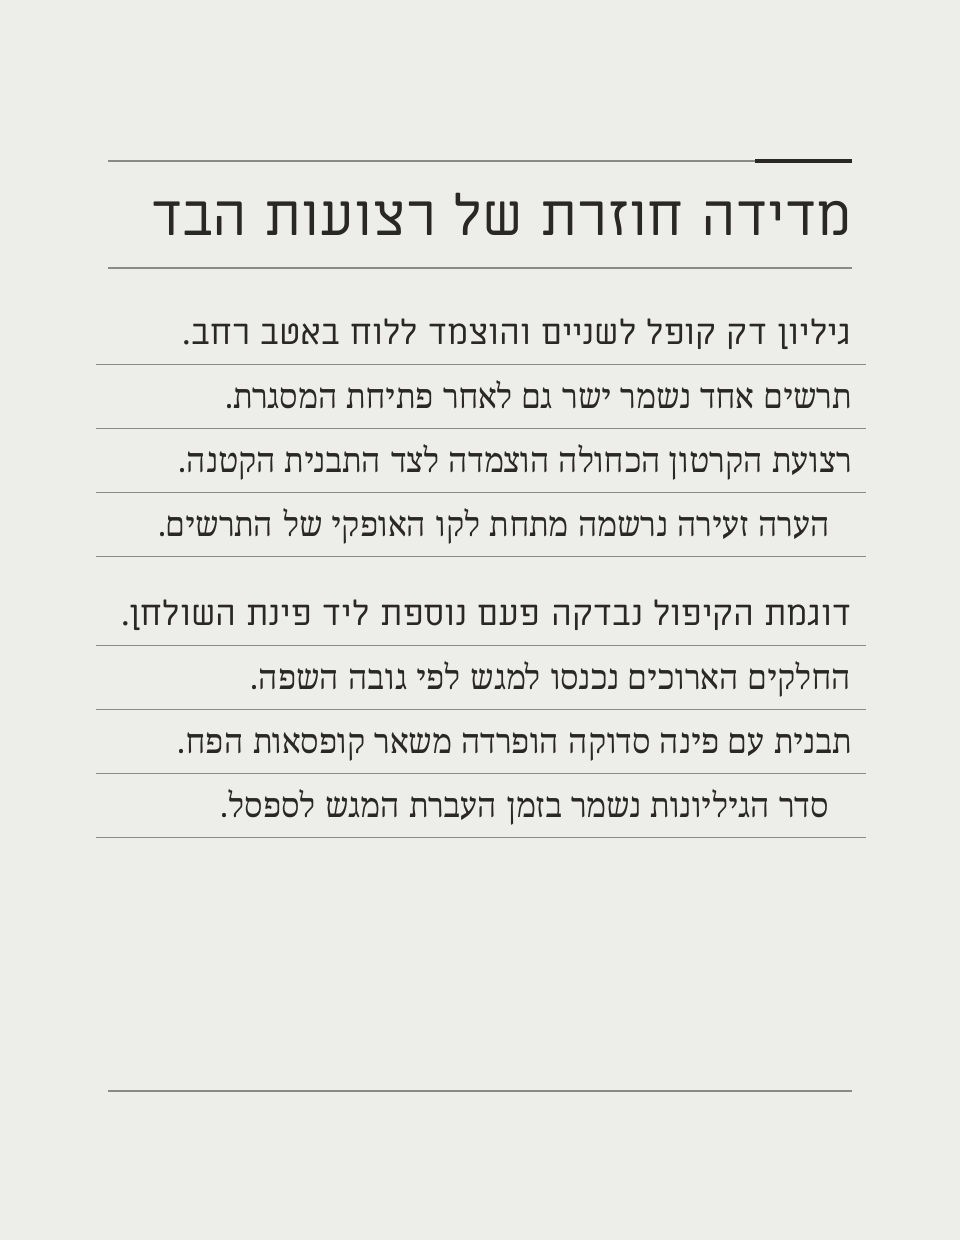 מדידה חוזרת של רצועות הבד
גיליון דק קופל לשניים והוצמד ללוח באטב רחב.
תרשים אחד נשמר ישר גם לאחר פתיחת המסגרת.
רצועת הקרטון הכחולה הוצמדה לצד התבנית הקטנה.
הערה זעירה נרשמה מתחת לקו האופקי של התרשים.
דוגמת הקיפול נבדקה פעם נוספת ליד פינת השולחן.
החלקים הארוכים נכנסו למגש לפי גובה השפה.
תבנית עם פינה סדוקה הופרדה משאר קופסאות הפח.
סדר הגיליונות נשמר בזמן העברת המגש לספסל.